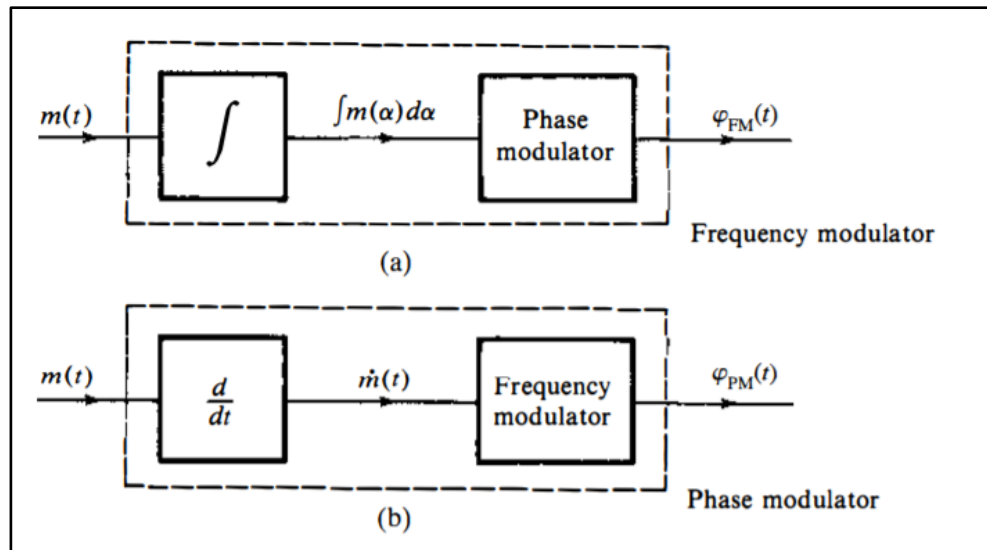 m(t)
∫
∫m(α)dα
Phase
modulator
φ_FM(t)
Frequency modulator
(a)
m(t)
d
dt
ṁ(t)
Frequency
modulator
φ_PM(t)
Phase modulator
(b)